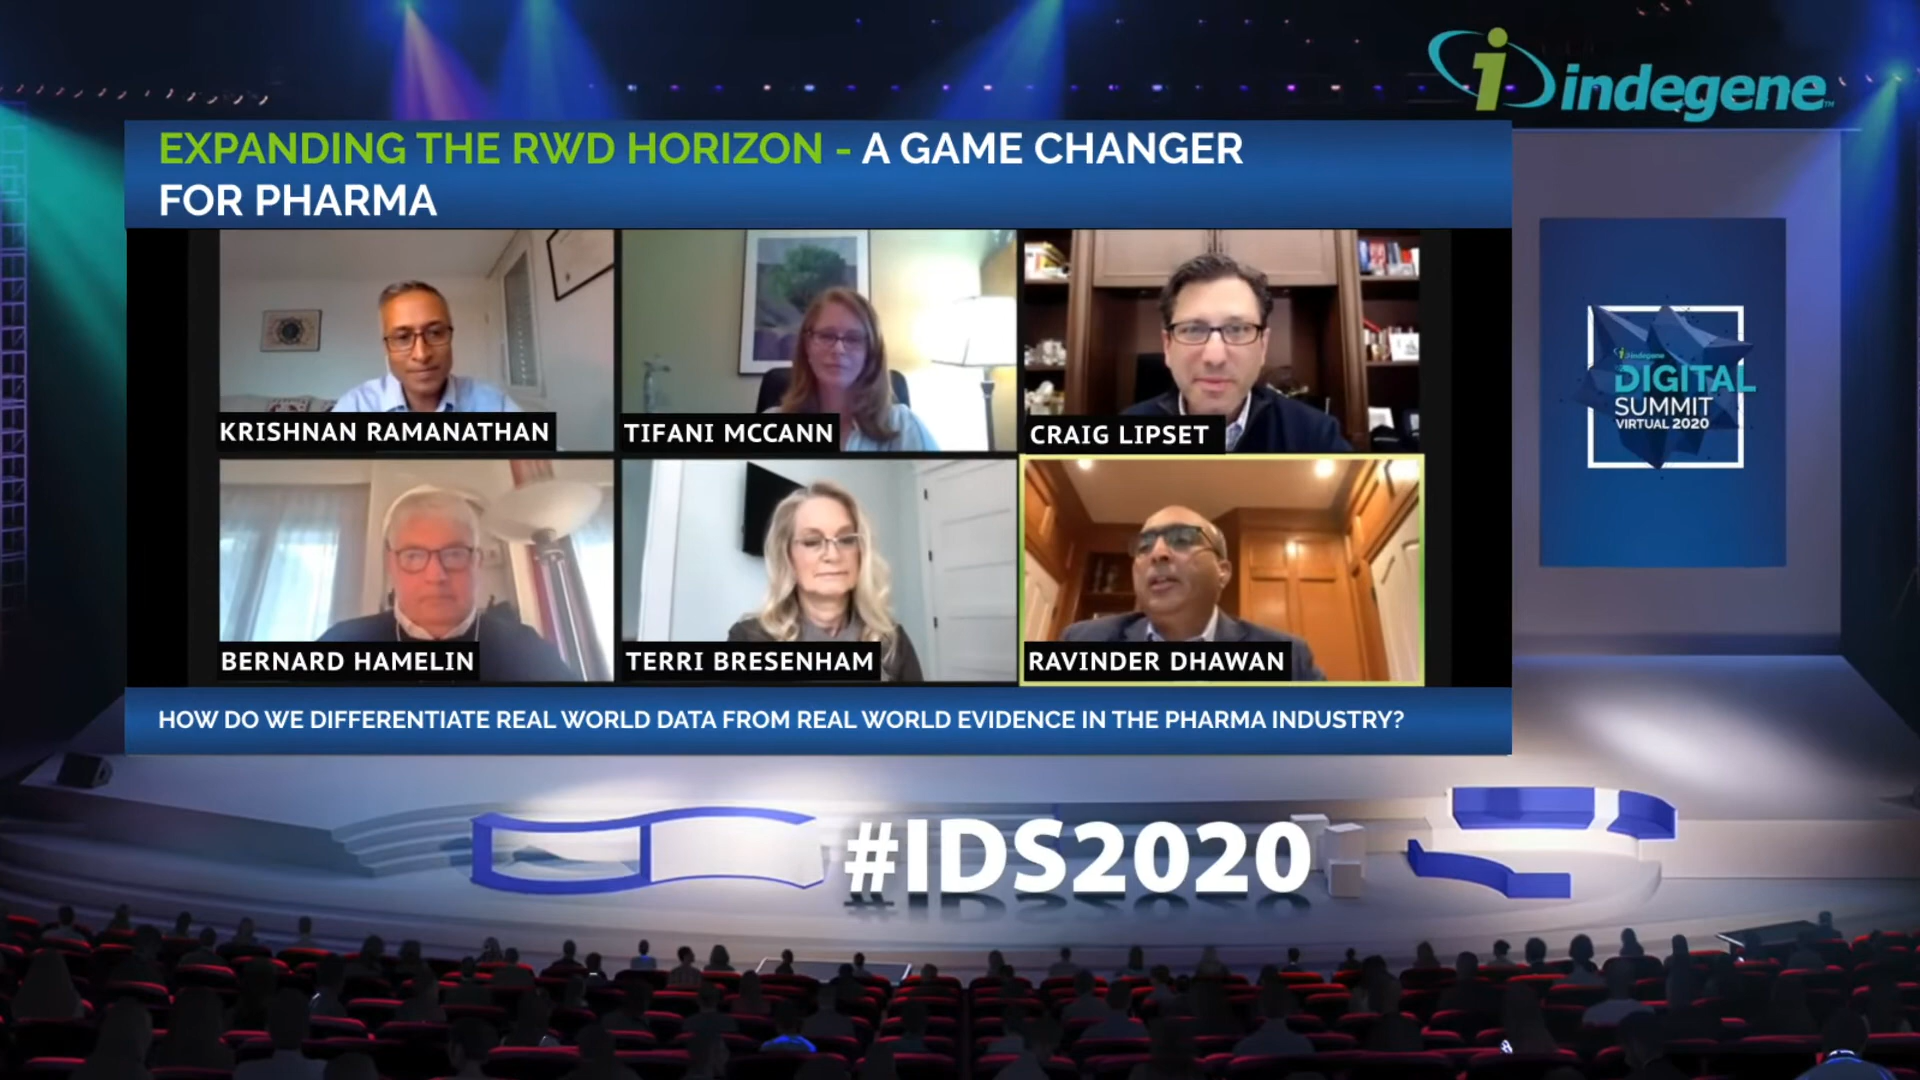 indegene
EXPANDING THE RWD HORIZON - A GAME CHANGER
FOR PHARMA
KRISHNAN RAMANATHAN
TIFANI MCCANN
CRAIG LIPSET
BERNARD HAMELIN
TERRI BRESENHAM
RAVINDER DHAWAN
indegene
DIGITAL
SUMMIT
VIRTUAL 2020
HOW DO WE DIFFERENTIATE REAL WORLD DATA FROM REAL WORLD EVIDENCE IN THE PHARMA INDUSTRY?
#IDS2020